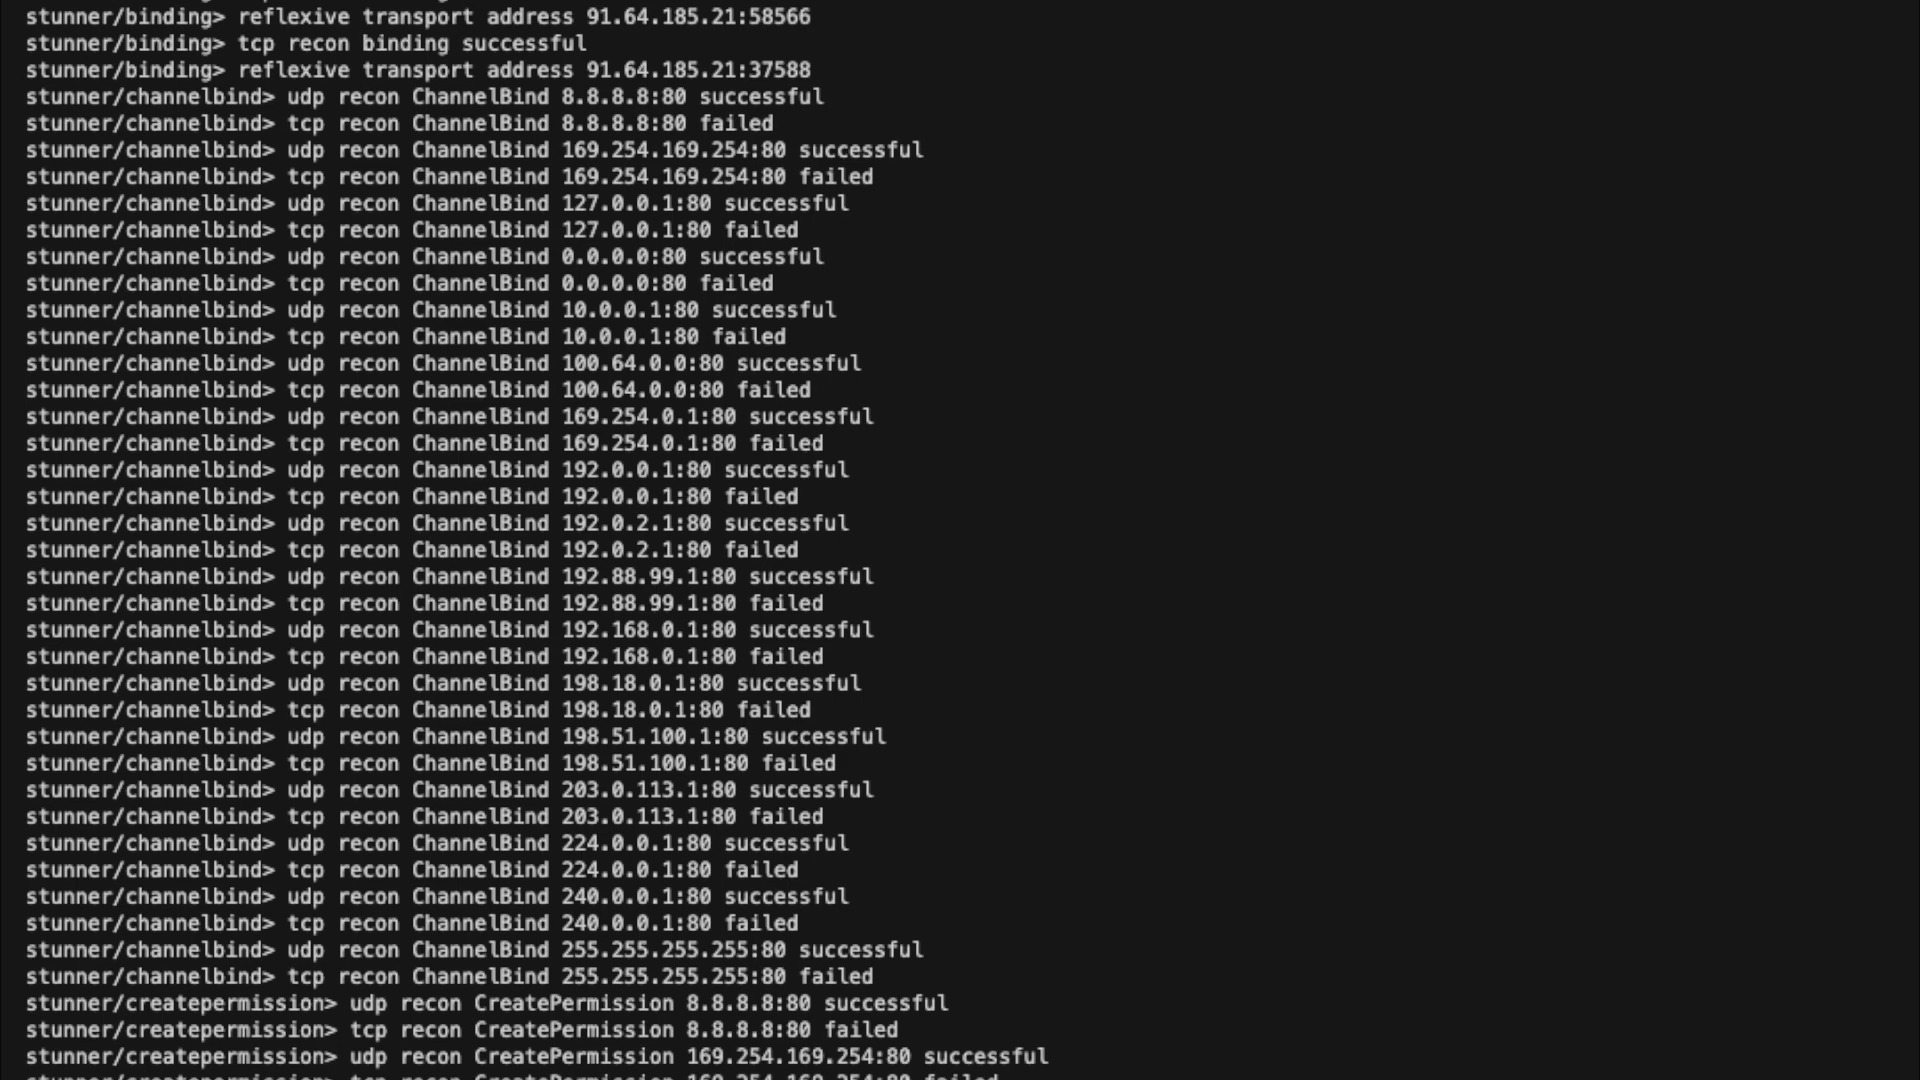 stunner/binding> reflexive transport address 91.64.185.21:58566
stunner/binding> tcp recon binding successful
stunner/binding> reflexive transport address 91.64.185.21:37588
stunner/channelbind> udp recon ChannelBind 8.8.8.8:80 successful
stunner/channelbind> tcp recon ChannelBind 8.8.8.8:80 failed
stunner/channelbind> udp recon ChannelBind 169.254.169.254:80 successful
stunner/channelbind> tcp recon ChannelBind 169.254.169.254:80 failed
stunner/channelbind> udp recon ChannelBind 127.0.0.1:80 successful
stunner/channelbind> tcp recon ChannelBind 127.0.0.1:80 failed
stunner/channelbind> udp recon ChannelBind 0.0.0.0:80 successful
stunner/channelbind> tcp recon ChannelBind 0.0.0.0:80 failed
stunner/channelbind> udp recon ChannelBind 10.0.0.1:80 successful
stunner/channelbind> tcp recon ChannelBind 10.0.0.1:80 failed
stunner/channelbind> udp recon ChannelBind 100.64.0.0:80 successful
stunner/channelbind> tcp recon ChannelBind 100.64.0.0:80 failed
stunner/channelbind> udp recon ChannelBind 169.254.0.1:80 successful
stunner/channelbind> tcp recon ChannelBind 169.254.0.1:80 failed
stunner/channelbind> udp recon ChannelBind 192.0.0.1:80 successful
stunner/channelbind> tcp recon ChannelBind 192.0.0.1:80 failed
stunner/channelbind> udp recon ChannelBind 192.0.2.1:80 successful
stunner/channelbind> tcp recon ChannelBind 192.0.2.1:80 failed
stunner/channelbind> udp recon ChannelBind 192.88.99.1:80 successful
stunner/channelbind> tcp recon ChannelBind 192.88.99.1:80 failed
stunner/channelbind> udp recon ChannelBind 192.168.0.1:80 successful
stunner/channelbind> tcp recon ChannelBind 192.168.0.1:80 failed
stunner/channelbind> udp recon ChannelBind 198.18.0.1:80 successful
stunner/channelbind> tcp recon ChannelBind 198.18.0.1:80 failed
stunner/channelbind> udp recon ChannelBind 198.51.100.1:80 successful
stunner/channelbind> tcp recon ChannelBind 198.51.100.1:80 failed
stunner/channelbind> udp recon ChannelBind 203.0.113.1:80 successful
stunner/channelbind> tcp recon ChannelBind 203.0.113.1:80 failed
stunner/channelbind> udp recon ChannelBind 224.0.0.1:80 successful
stunner/channelbind> tcp recon ChannelBind 224.0.0.1:80 failed
stunner/channelbind> udp recon ChannelBind 240.0.0.1:80 successful
stunner/channelbind> tcp recon ChannelBind 240.0.0.1:80 failed
stunner/channelbind> udp recon ChannelBind 255.255.255.255:80 successful
stunner/channelbind> tcp recon ChannelBind 255.255.255.255:80 failed
stunner/createpermission> udp recon CreatePermission 8.8.8.8:80 successful
stunner/createpermission> tcp recon CreatePermission 8.8.8.8:80 failed
stunner/createpermission> udp recon CreatePermission 169.254.169.254:80 successful
stunner/createpermission> tcp recon CreatePermission 169.254.169.254:80 failed